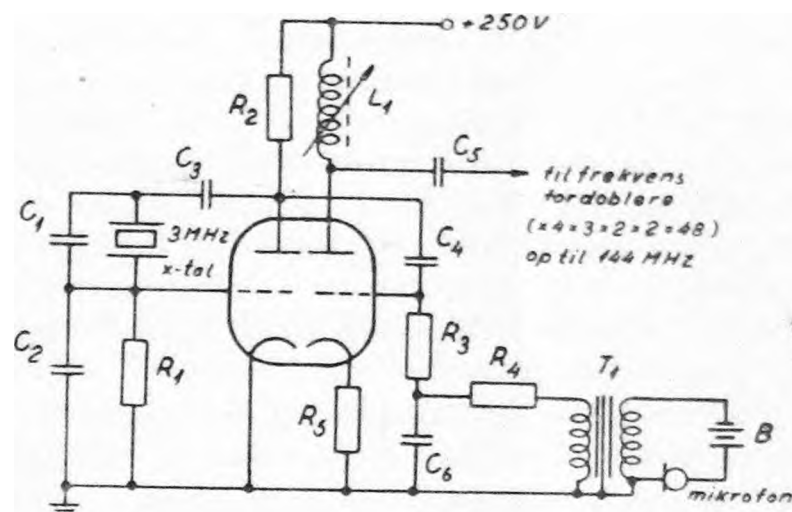 +250V
R2
L1
C3
C5
til frekvens
fordoblere
(×4=3=2×2=48)
op til 144 MHz
C1
3MHz
x-tal
C4
C2
R1
R3
R4
T1
R5
C6
B
mikrofon